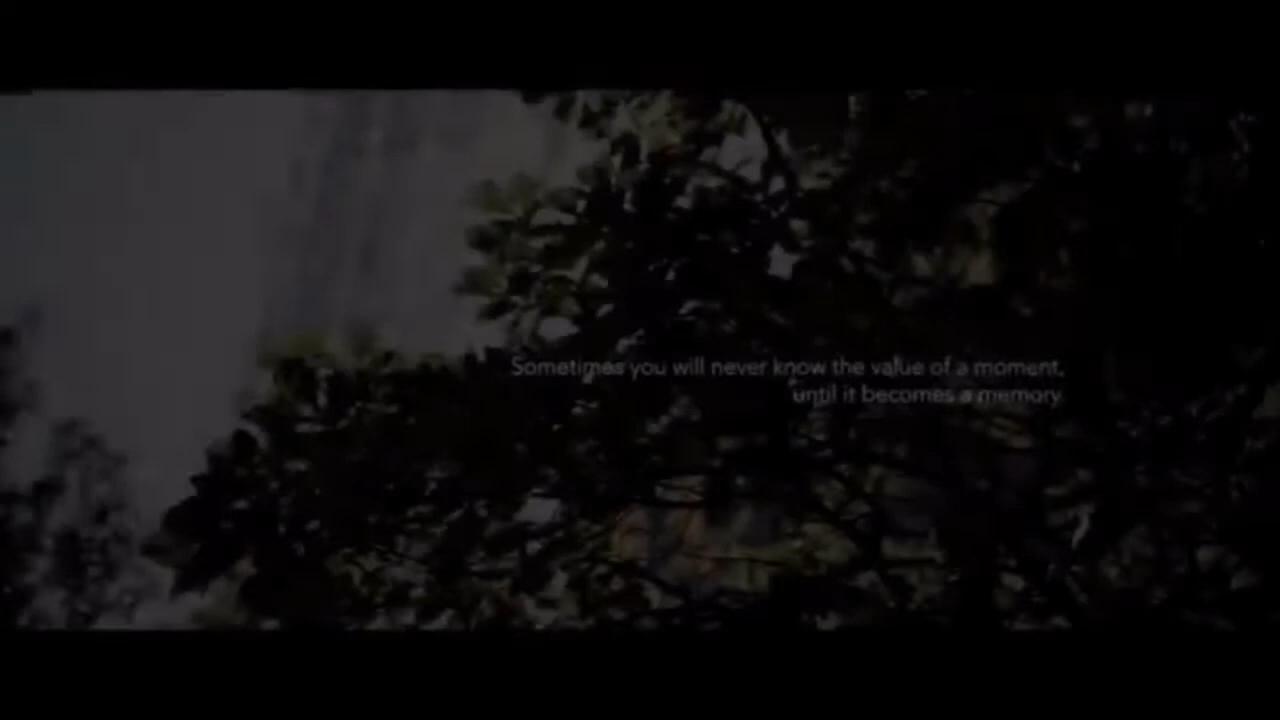 Sometimes you will never know the value of a moment,
until it becomes a memory.